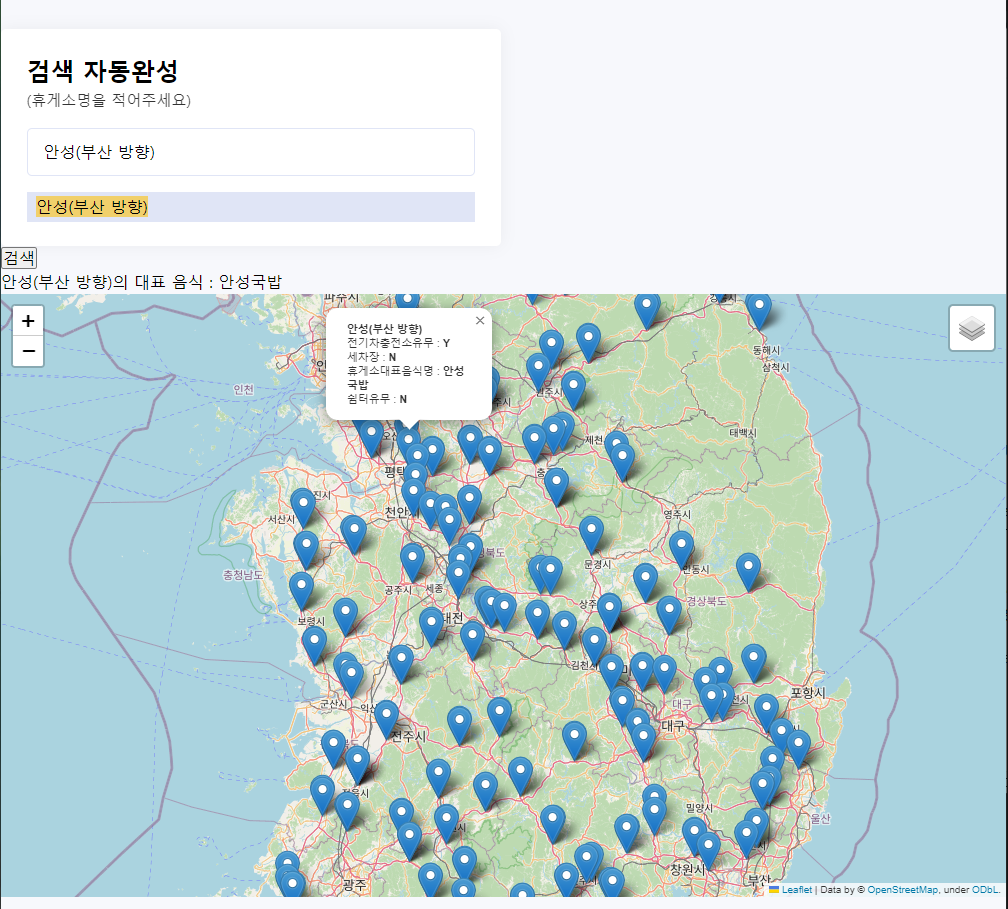 검색 자동완성
(휴게소명을 적어주세요)
안성(부산 방향)
안성(부산 방향)
검색
안성(부산 방향)의 대표 음식 : 안성국밥
+
−
안성(부산 방향)
×
전기차충전소유무 : Y
세차장 : N
휴게소대표음식명 : 안성
국밥
쉼터유무 : N
파주시
동해시
삼척시
인천
원주시
태백시
제천
평택
서산시
천안시
영주시
충청남도
공주시
세종
문경시
안동시
보령시
대전
상주
경상북도
김천시
군산시
대구
대구
포항시
전주시
정읍시
밀양시
울산
창원시
광주
부산
Leaflet | Data by © OpenStreetMap, under ODbL.